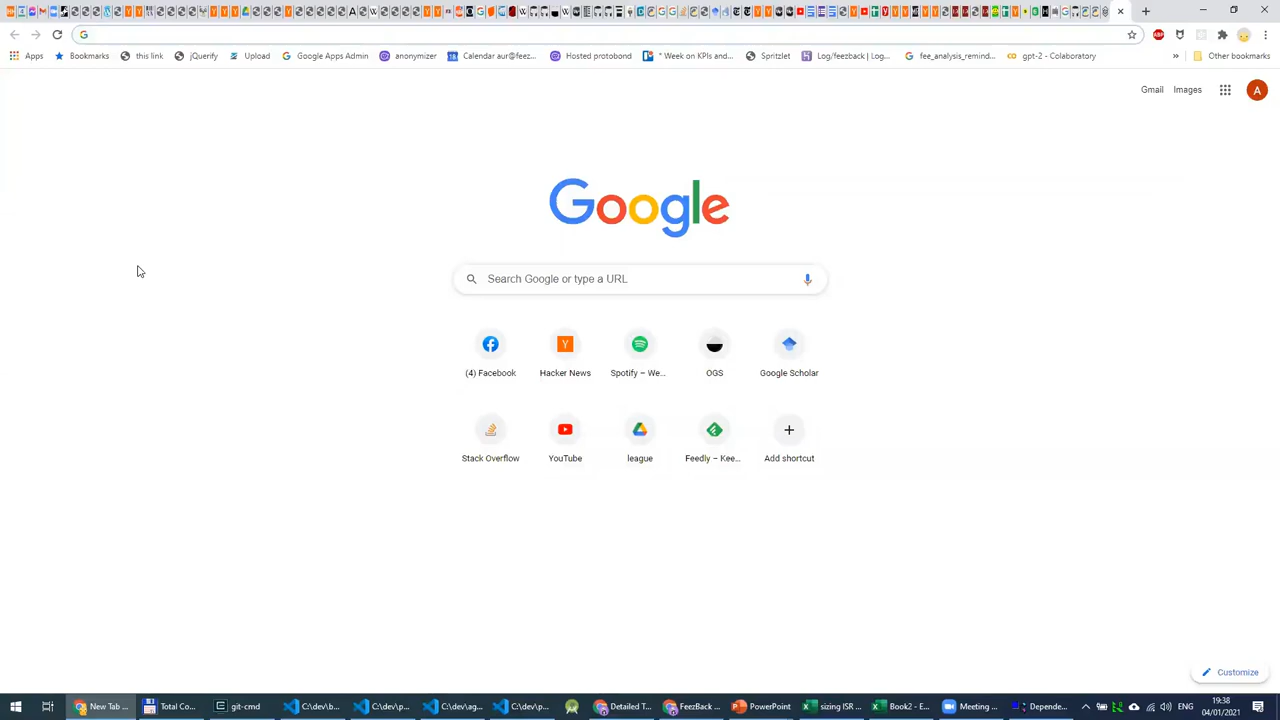 Apps
Bookmarks
this link
jQuerify
Upload
Google Apps Admin
anonymizer
Calendar aur@feez...
Hosted protobond
* Week on KPIs and...
Spritzlet
Log/feezback | Log...
fee_analysis_remind...
gpt-2 - Colaboratory
»
Other bookmarks
Gmail
Images
A
Google
Search Google or type a URL
(4) Facebook
Hacker News
Spotify – We...
OGS
Google Scholar
Stack Overflow
YouTube
league
Feedly – Kee...
Add shortcut
Customize
New Tab ...
Total Co...
git-cmd
C:/dev/b...
C:/dev/p...
C:/dev/ag...
C:/dev/p...
Detailed T...
FeezBack ...
PowerPoint
sizing ISR ...
Book2 - E...
Meeting ...
Depende...
ENG
19:38
04/01/2021